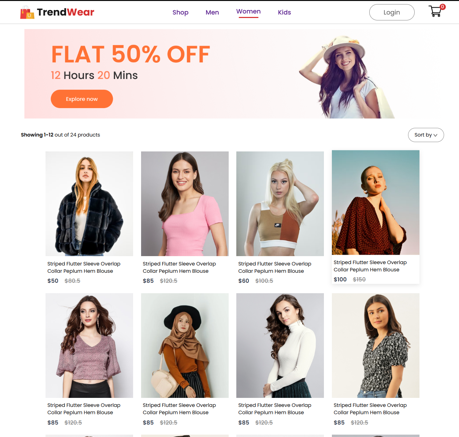 TrendWear
Shop
Men
Women
Kids
Login
0
FLAT 50% OFF
12 Hours 20 Mins
Explore now
Showing 1-12 out of 24 products
Sort by
Striped Flutter Sleeve Overlap
Collar Peplum Hem Blouse
$50 $80.5
Striped Flutter Sleeve Overlap
Collar Peplum Hem Blouse
$85 $120.5
Striped Flutter Sleeve Overlap
Collar Peplum Hem Blouse
$60 $100.5
Striped Flutter Sleeve Overlap
Collar Peplum Hem Blouse
$100 $150
Striped Flutter Sleeve Overlap
Collar Peplum Hem Blouse
$85 $120.5
Striped Flutter Sleeve Overlap
Collar Peplum Hem Blouse
$85 $120.5
Striped Flutter Sleeve Overlap
Collar Peplum Hem Blouse
$85 $120.5
Striped Flutter Sleeve Overlap
Collar Peplum Hem Blouse
$85 $120.5